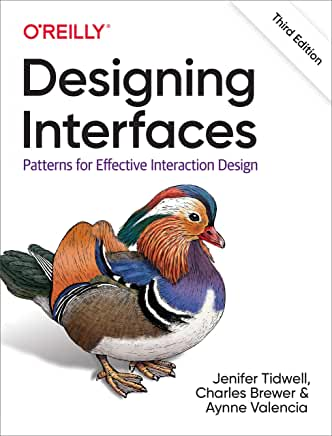 O'REILLY®
Third Edition
Designing
Interfaces
Patterns for Effective Interaction Design
Jenifer Tidwell,
Charles Brewer &
Aynne Valencia